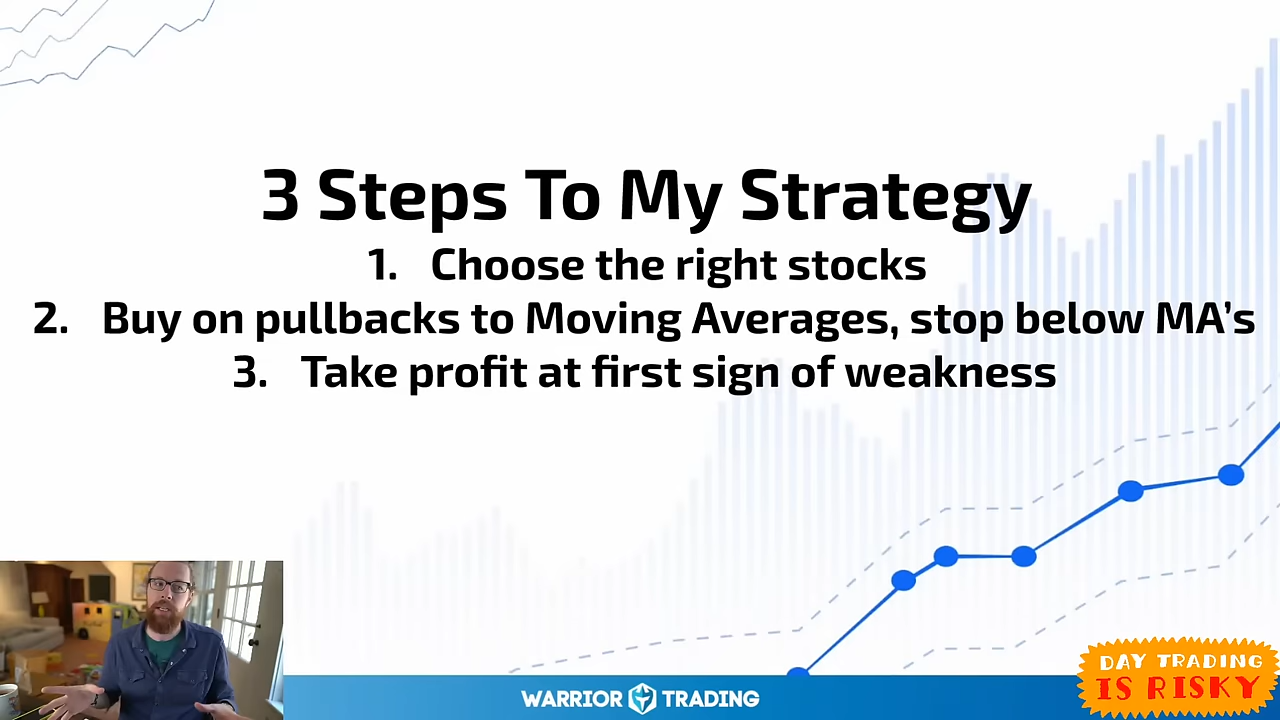 3 Steps To My Strategy
1. Choose the right stocks
2. Buy on pullbacks to Moving Averages, stop below MA’s
3. Take profit at first sign of weakness
WARRIOR TRADING
DAY TRADING
IS RISKY